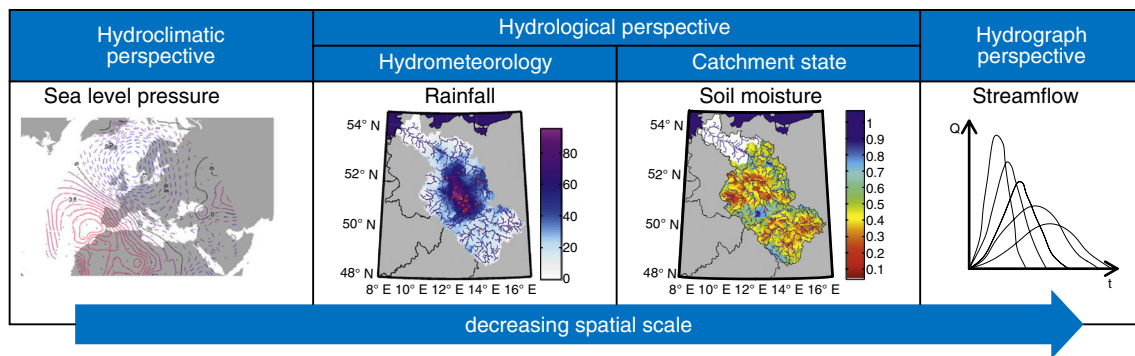 Hydroclimatic
perspective
Hydrological perspective
Hydrometeorology
Catchment state
Hydrograph
perspective
Sea level pressure
0.8
Rainfall
54° N
52° N
50° N
48° N
8° E 10° E 12° E 14° E 16° E
80
60
40
20
0
Soil moisture
54° N
52° N
50° N
48° N
8° E 10° E 12° E 14° E 16° E
1
0.9
0.8
0.7
0.6
0.5
0.4
0.3
0.2
0.1
Streamflow
Q
t
decreasing spatial scale